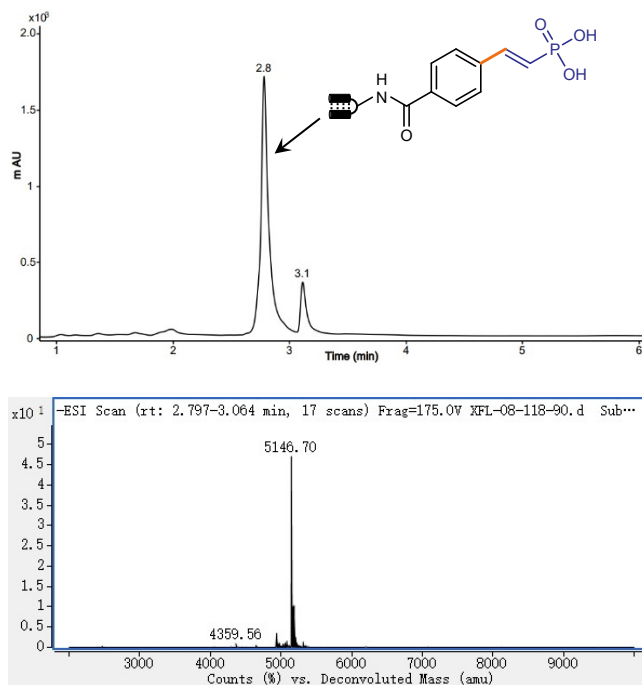 x10³
2.0
1.5
1
0.5
0
m AU
2.8
3.1
1 2 3 4 5 6
Time (min)
H
N
O
O
P
OH
OH
-ESI Scan (rt: 2.797-3.064 min, 17 scans) Frag=175.0V XFL-08-118-90.d Sub…
x10 1
5
4.5
4
3.5
3
2.5
2
1.5
1
0.5
0
5146.70
4359.56
3000 4000 5000 6000 7000 8000 9000
Counts (%) vs. Deconvoluted Mass (amu)